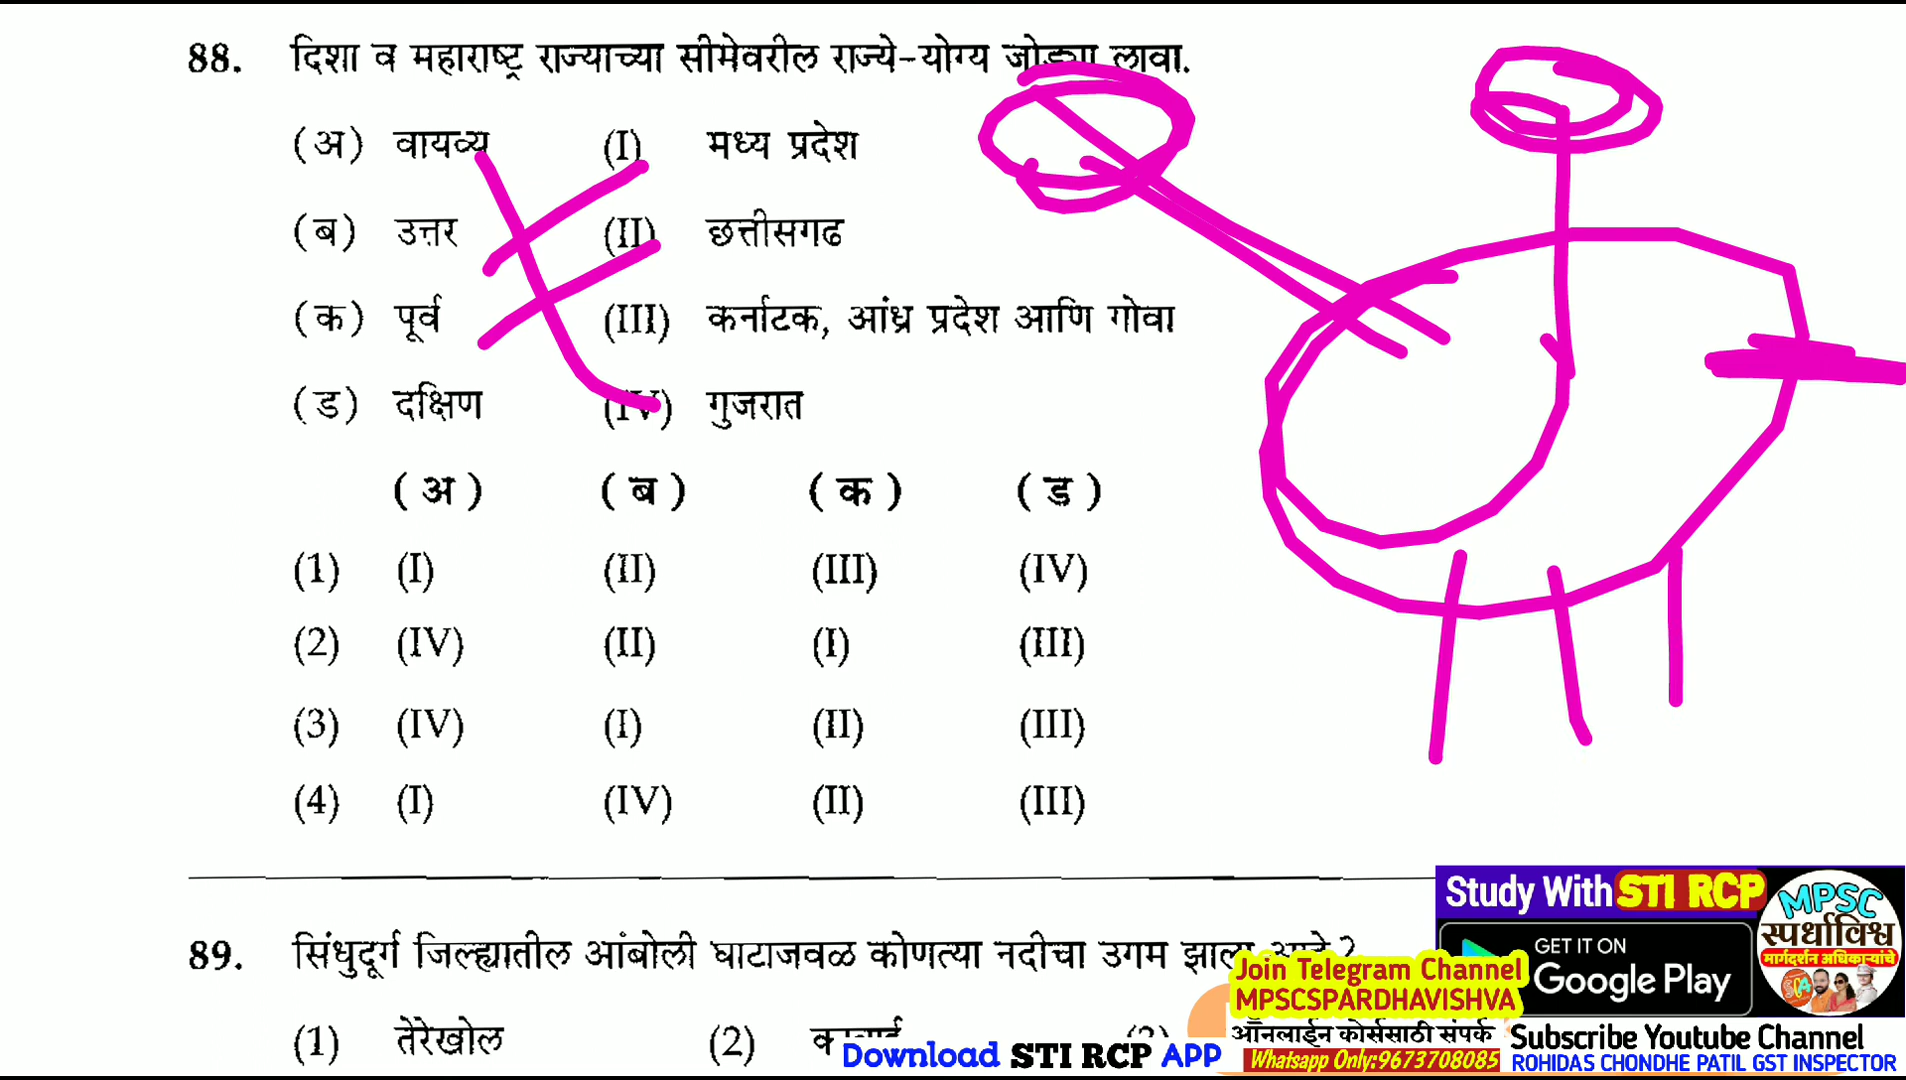 88. दिशा व महाराष्ट्र राज्याच्या सीमेवरील राज्ये-योग्य जोड्या लावा.
(अ) वायव्य (I) मध्य प्रदेश
(ब) उत्तर (II) छत्तीसगढ
(क) पूर्व (III) कर्नाटक, आंध्र प्रदेश आणि गोवा
(ड) दक्षिण (IV) गुजरात
(अ) (ब) (क) (ड)
(1) (I) (II) (III) (IV)
(2) (IV) (II) (I) (III)
(3) (IV) (I) (II) (III)
(4) (I) (IV) (II) (III)
89. सिंधुदूर्ग जिल्ह्यातील आंबोली घाटाजवळ कोणत्या नदीचा उगम झाला आहे ?
(1) तेरेखोल (2)
Study With STI RCP
GET IT ON
Google Play
MPSC
स्पर्धाविश्व
मार्गदर्शन अधिकाऱ्यांचे
Join Telegram Channel
MPSCSPARDHAVISHVA
ऑनलाईन कोर्ससाठी संपर्क
Whatsapp Only:9673708085
Download STI RCP APP
Subscribe Youtube Channel
ROHIDAS CHONDHE PATIL GST INSPECTOR